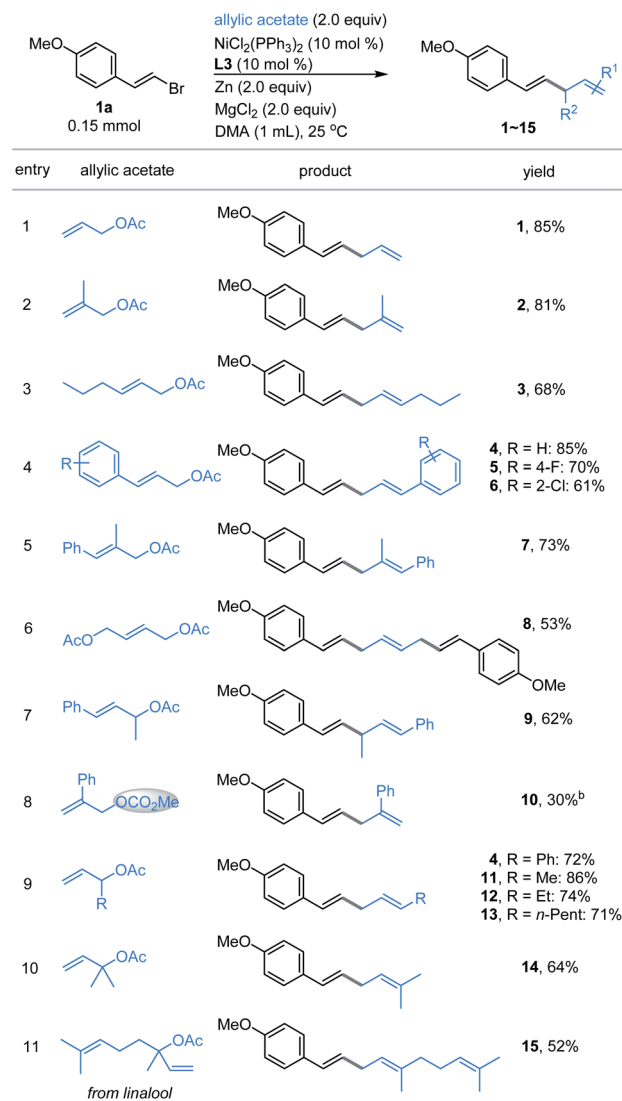 allylic acetate (2.0 equiv)
NiCl2(PPh3)2 (10 mol %)
L3 (10 mol %)
Zn (2.0 equiv)
MgCl2 (2.0 equiv)
DMA (1 mL), 25 °C
MeO
Br
1a
0.15 mmol
MeO
R1
R2
1~15
entry allylic acetate product yield
1 OAc MeO 1, 85%
2 OAc MeO 2, 81%
3 OAc MeO 3, 68%
4 R OAc MeO R
4, R = H: 85%
5, R = 4-F: 70%
6, R = 2-Cl: 61%
5 Ph OAc MeO Ph 7, 73%
6 AcO OAc MeO OMe 8, 53%
7 Ph OAc MeO Ph 9, 62%
8 Ph OCO2Me MeO Ph 10, 30%b
9 OAc R MeO R
4, R = Ph: 72%
11, R = Me: 86%
12, R = Et: 74%
13, R = n-Pent: 71%
10 OAc MeO 14, 64%
11 OAc MeO 15, 52%
from linalool